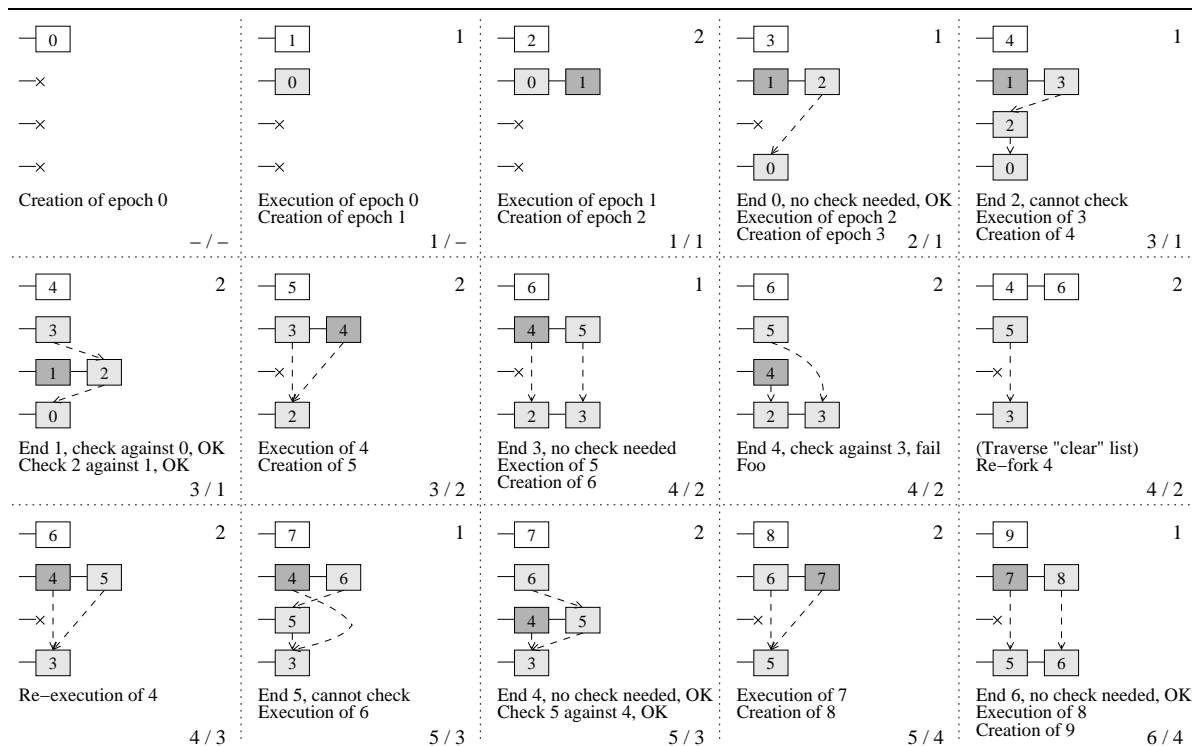 0
Creation of epoch 0
– / –
1 1
0
Execution of epoch 0
Creation of epoch 1
1 / –
2 2
0 1
Execution of epoch 1
Creation of epoch 2
1 / 1
3 1
1 2
0
End 0, no check needed, OK
Execution of epoch 2
Creation of epoch 3 2 / 1
4 1
1 3
2
0
End 2, cannot check
Execution of 3
Creation of 4
3 / 1
4 2
3
1 2
0
End 1, check against 0, OK
Check 2 against 1, OK
3 / 1
5 2
3 4
2
Execution of 4
Creation of 5
3 / 2
6 1
4 5
2 3
End 3, no check needed
Exection of 5
Creation of 6
4 / 2
6 2
5
4
2 3
End 4, check against 3, fail
Foo
4 / 2
4 6 2
5
3
(Traverse "clear" list)
Re−fork 4
4 / 2
6 2
4 5
3
Re−execution of 4
4 / 3
7 1
4 6
5
3
End 5, cannot check
Execution of 6
5 / 3
7 2
6
4 5
3
End 4, no check needed, OK
Check 5 against 4, OK
5 / 3
8 2
6 7
5
Execution of 7
Creation of 8
5 / 4
9 1
7 8
5 6
End 6, no check needed, OK
Execution of 8
Creation of 9
6 / 4